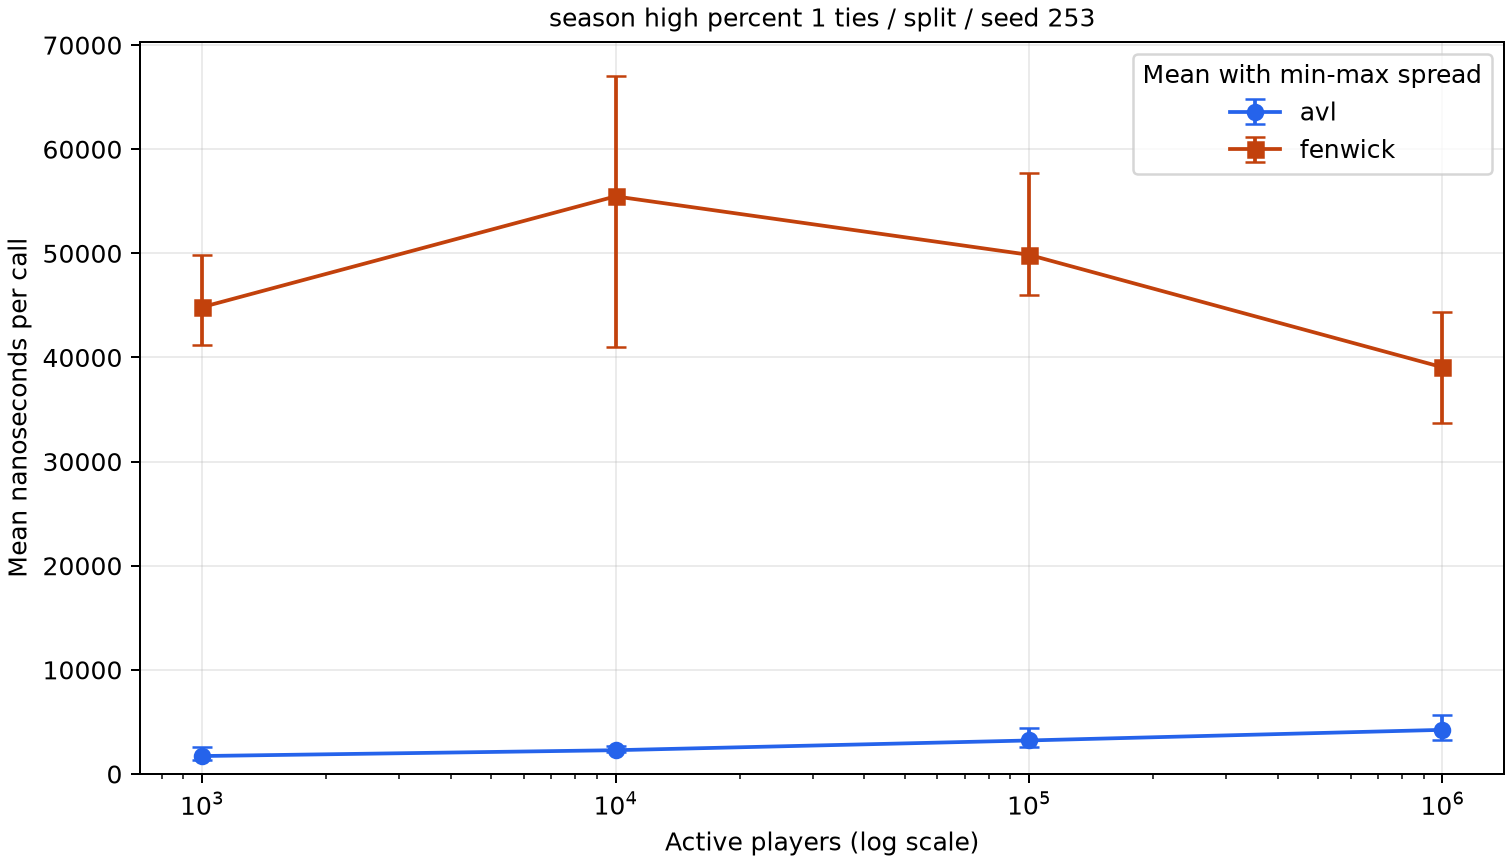 season high percent 1 ties / split / seed 253
Mean with min-max spread
avl
fenwick
Mean nanoseconds per call
70000
60000
50000
40000
30000
20000
10000
0
10³
10⁴
10⁵
10⁶
Active players (log scale)